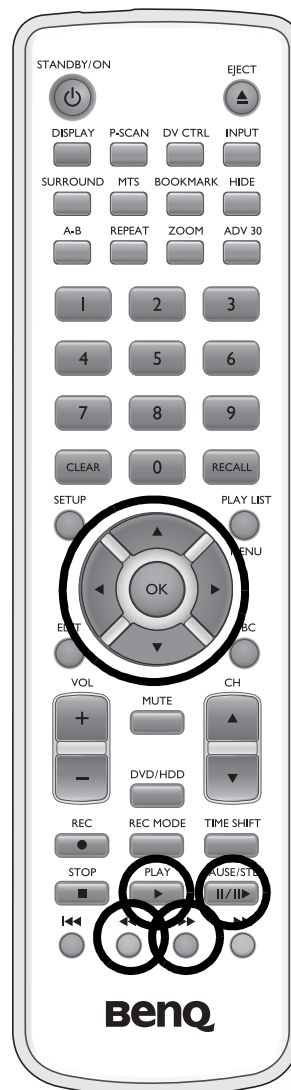 STANDBY/ON EJECT
DISPLAY P-SCAN DV CTRL INPUT
SURROUND MTS BOOKMARK HIDE
A-B REPEAT ZOOM ADV 30
1 2 3
4 5 6
7 8 9
CLEAR 0 RECALL
SETUP PLAY LIST
OK
VOL MUTE CH
DVD/HDD
REC REC MODE TIME SHIFT
STOP PLAY
BenQ